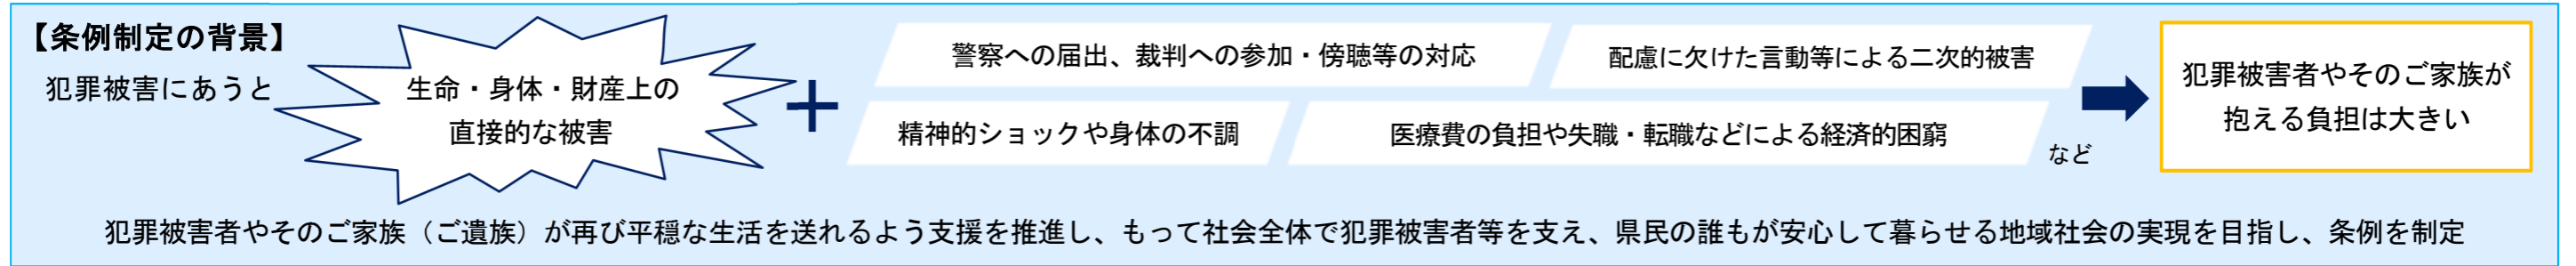 【条例制定の背景】
犯罪被害にあうと
生命・身体・財産上の
直接的な被害
＋
警察への届出、裁判への参加・傍聴等の対応
配慮に欠けた言動等による二次的被害
精神的ショックや身体の不調
医療費の負担や失職・転職などによる経済的困窮
など
犯罪被害者やそのご家族が
抱える負担は大きい
犯罪被害者やそのご家族（ご遺族）が再び平穏な生活を送れるよう支援を推進し、もって社会全体で犯罪被害者等を支え、県民の誰もが安心して暮らせる地域社会の実現を目指し、条例を制定